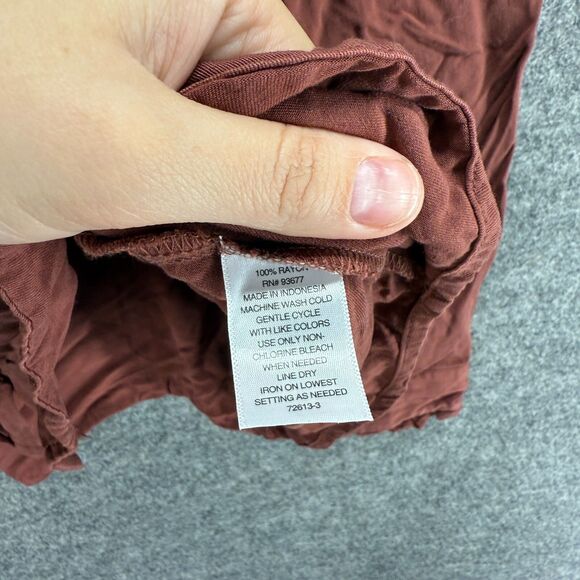 100% RAYON
RN# 93677
MADE IN INDONESIA
MACHINE WASH COLD
GENTLE CYCLE
WITH LIKE COLORS
USE ONLY NON-
CHLORINE BLEACH
WHEN NEEDED
LINE DRY
IRON ON LOWEST
SETTING AS NEEDED
72613-3